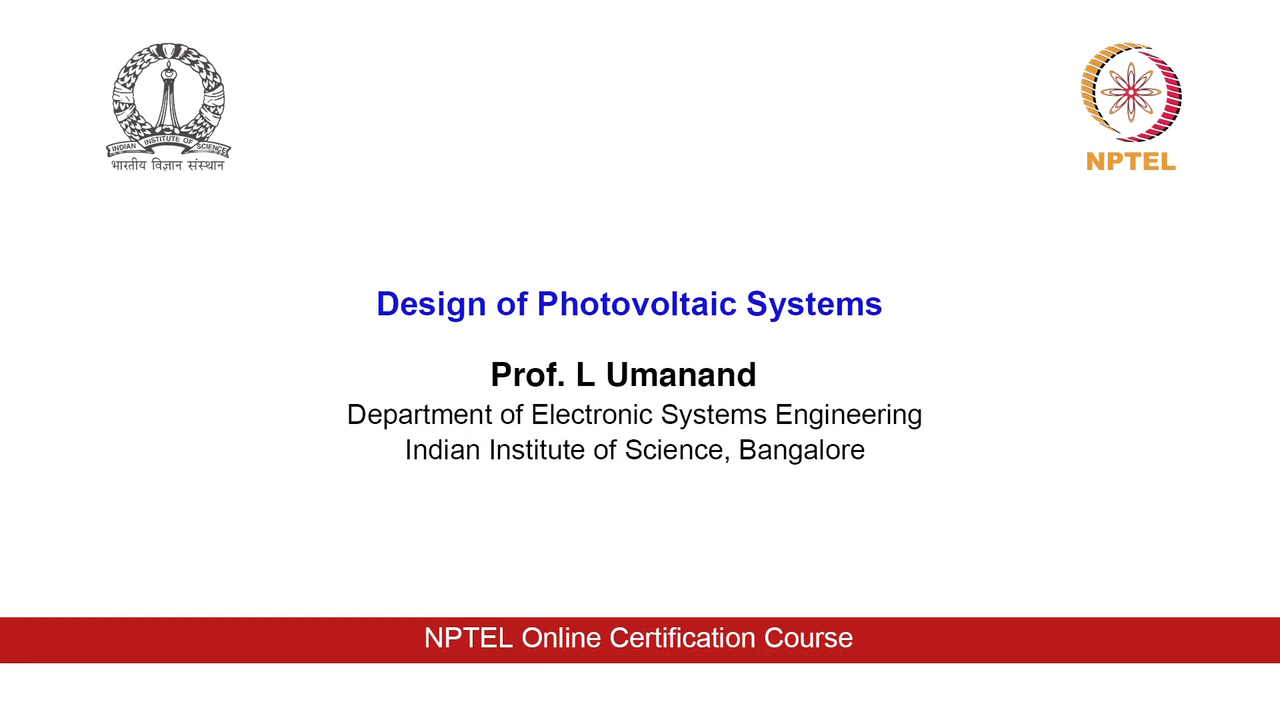 INDIAN INSTITUTE OF SCIENCE
भारतीय विज्ञान संस्थान
NPTEL
Design of Photovoltaic Systems
Prof. L Umanand
Department of Electronic Systems Engineering
Indian Institute of Science, Bangalore
NPTEL Online Certification Course